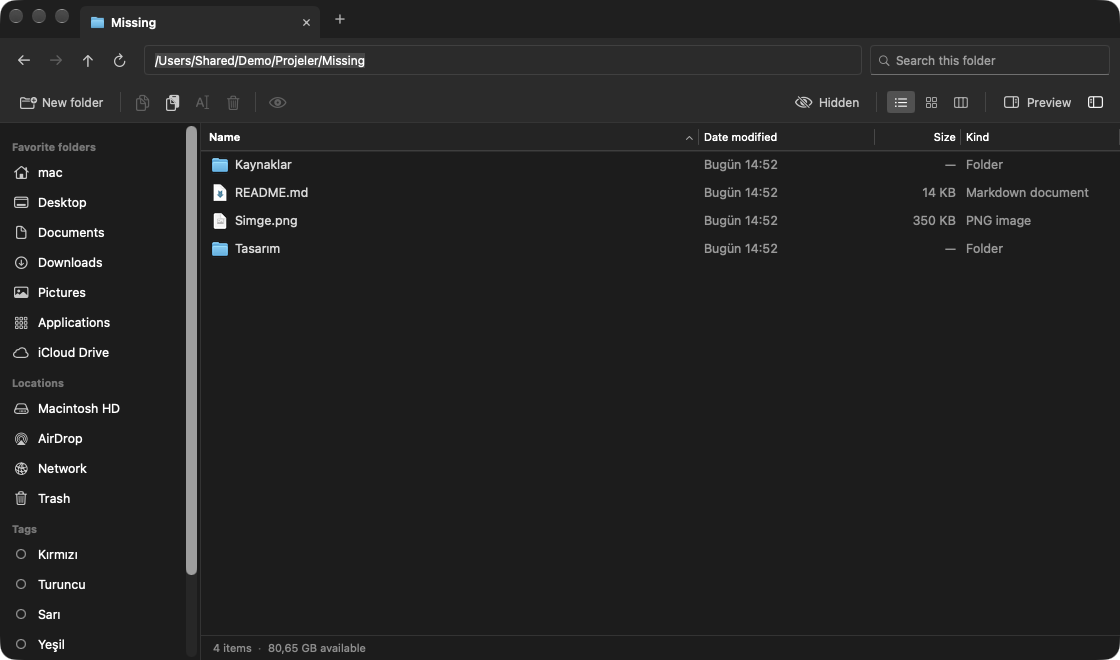 Missing
/Users/Shared/Demo/Projeler/Missing
Search this folder
New folder
Hidden
Preview
Favorite folders
mac
Desktop
Documents
Downloads
Pictures
Applications
iCloud Drive
Locations
Macintosh HD
AirDrop
Network
Trash
Tags
Kırmızı
Turuncu
Sarı
Yeşil
Name Date modified Size Kind
Kaynaklar Bugün 14:52 — Folder
README.md Bugün 14:52 14 KB Markdown document
Simge.png Bugün 14:52 350 KB PNG image
Tasarım Bugün 14:52 — Folder
4 items · 80,65 GB available